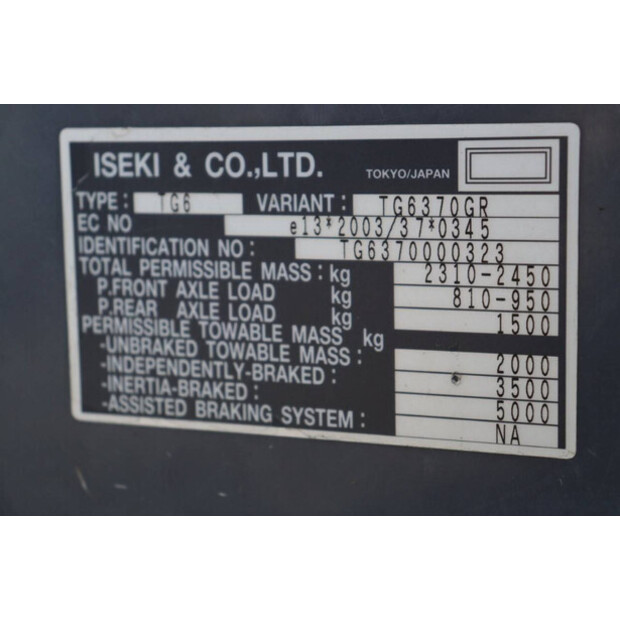 ISEKI & CO.,LTD. TOKYO/JAPAN
TYPE: TG6 VARIANT: TG6370GR
EC NO e13*2003/37*0345
IDENTIFICATION NO: TG6370000323
TOTAL PERMISSIBLE MASS: kg 2310-2450
P.FRONT AXLE LOAD kg 810-950
P.REAR AXLE LOAD kg 1500
PERMISSIBLE TOWABLE MASS kg
-UNBRAKED TOWABLE MASS: 2000
-INDEPENDENTLY-BRAKED: 3500
-INERTIA-BRAKED: 5000
-ASSISTED BRAKING SYSTEM: NA